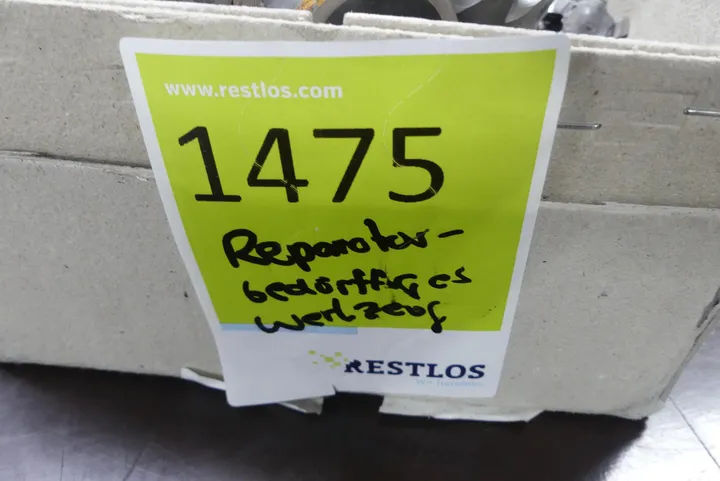 www.restlos.com
1475
Reparatur-
bedürftiges
Werkzeug
RESTLOS